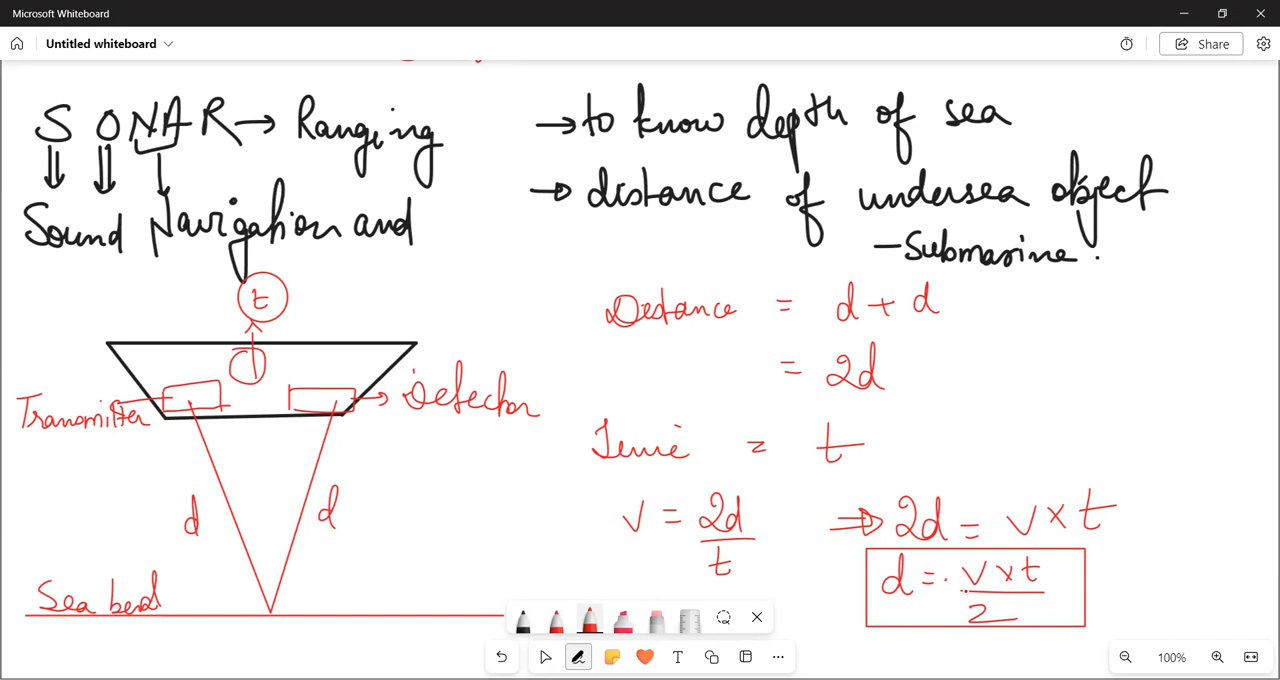 Microsoft Whiteboard
Untitled whiteboard
Share
SONAR → Ranging
Sound Navigation and
→ to know depth of sea
→ distance of undersea object
- Submarine.
t
Transmitter
Detector
d
d
Sea bed
Distance = d + d
= 2d
Time = t
v = 2d/t
⇒ 2d = v × t
d = v × t / 2
T
100%